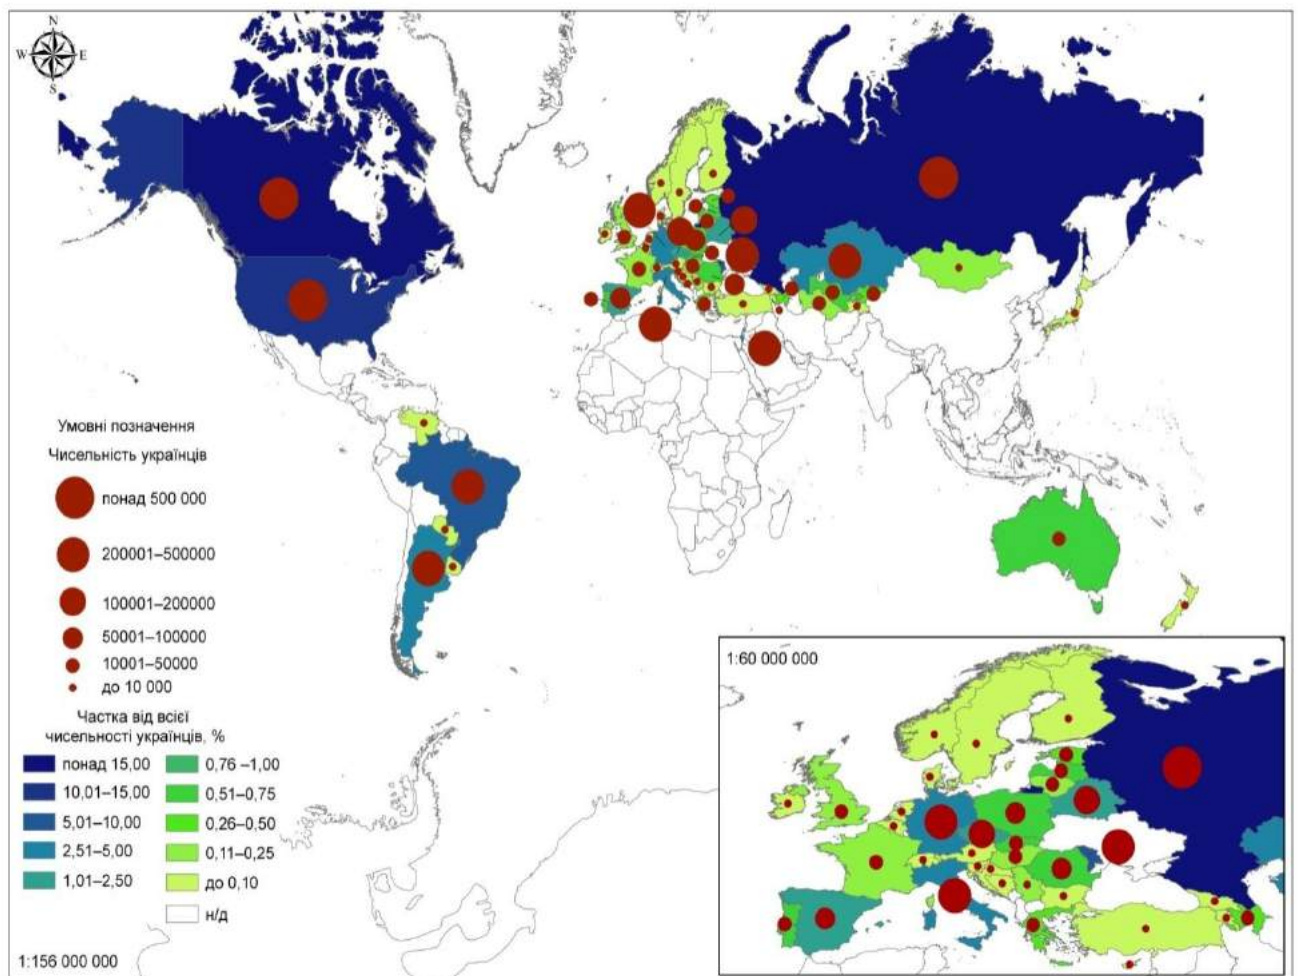 N
W E
S
Умовні позначення
Чисельність українців
понад 500 000
200001–500000
100001–200000
50001–100000
10001–50000
до 10 000
Частка від всієї
чисельності українців, %
понад 15,00
10,01–15,00
5,01–10,00
2,51–5,00
1,01–2,50
0,76 –1,00
0,51–0,75
0,26–0,50
0,11–0,25
до 0,10
н/д
1:156 000 000
1:60 000 000